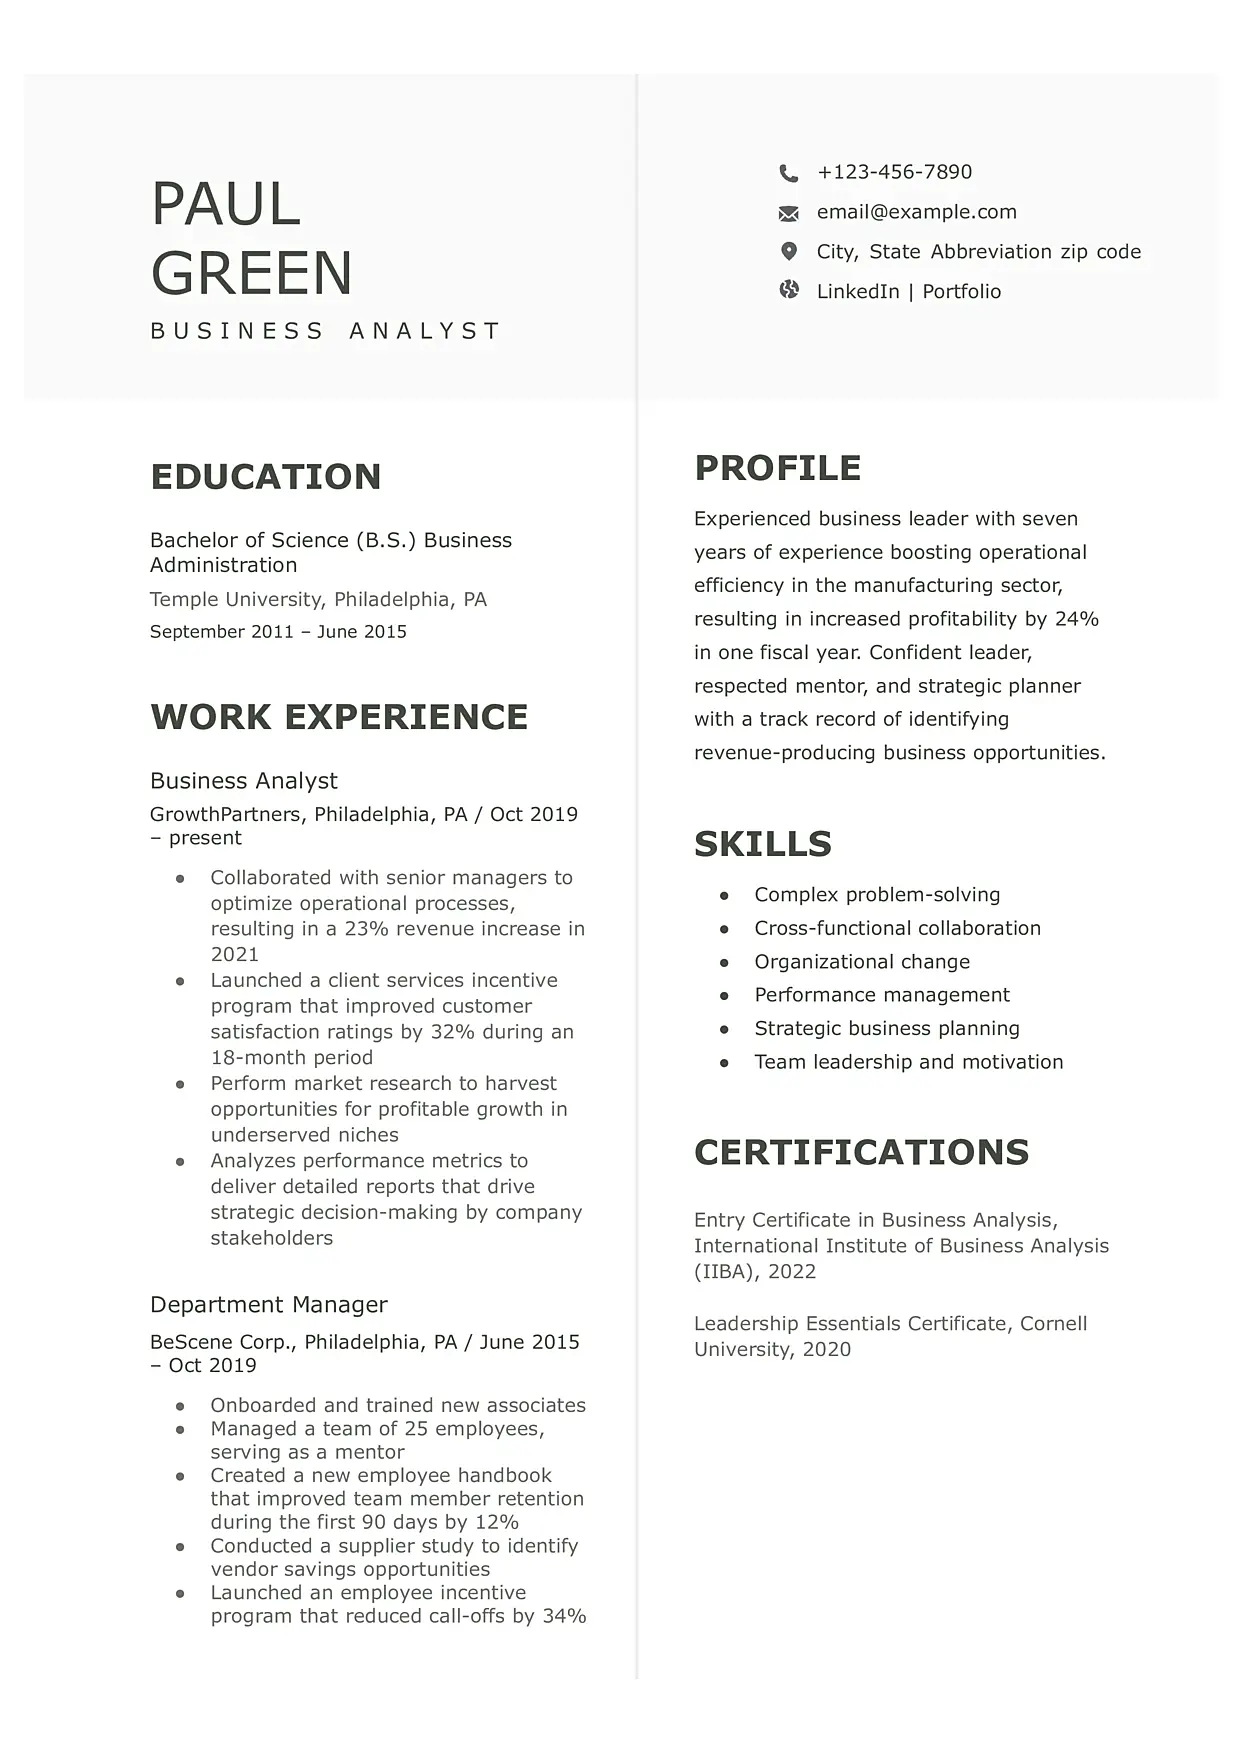 PAUL
GREEN
BUSINESS ANALYST
+123-456-7890
email@example.com
City, State Abbreviation zip code
LinkedIn | Portfolio
EDUCATION
Bachelor of Science (B.S.) Business
Administration
Temple University, Philadelphia, PA
September 2011 – June 2015
WORK EXPERIENCE
Business Analyst
GrowthPartners, Philadelphia, PA / Oct 2019
– present
● Collaborated with senior managers to
optimize operational processes,
resulting in a 23% revenue increase in
2021
● Launched a client services incentive
program that improved customer
satisfaction ratings by 32% during an
18-month period
● Perform market research to harvest
opportunities for profitable growth in
underserved niches
● Analyzes performance metrics to
deliver detailed reports that drive
strategic decision-making by company
stakeholders
Department Manager
BeScene Corp., Philadelphia, PA / June 2015
– Oct 2019
● Onboarded and trained new associates
● Managed a team of 25 employees,
serving as a mentor
● Created a new employee handbook
that improved team member retention
during the first 90 days by 12%
● Conducted a supplier study to identify
vendor savings opportunities
● Launched an employee incentive
program that reduced call-offs by 34%
PROFILE
Experienced business leader with seven
years of experience boosting operational
efficiency in the manufacturing sector,
resulting in increased profitability by 24%
in one fiscal year. Confident leader,
respected mentor, and strategic planner
with a track record of identifying
revenue-producing business opportunities.
SKILLS
● Complex problem-solving
● Cross-functional collaboration
● Organizational change
● Performance management
● Strategic business planning
● Team leadership and motivation
CERTIFICATIONS
Entry Certificate in Business Analysis,
International Institute of Business Analysis
(IIBA), 2022
Leadership Essentials Certificate, Cornell
University, 2020